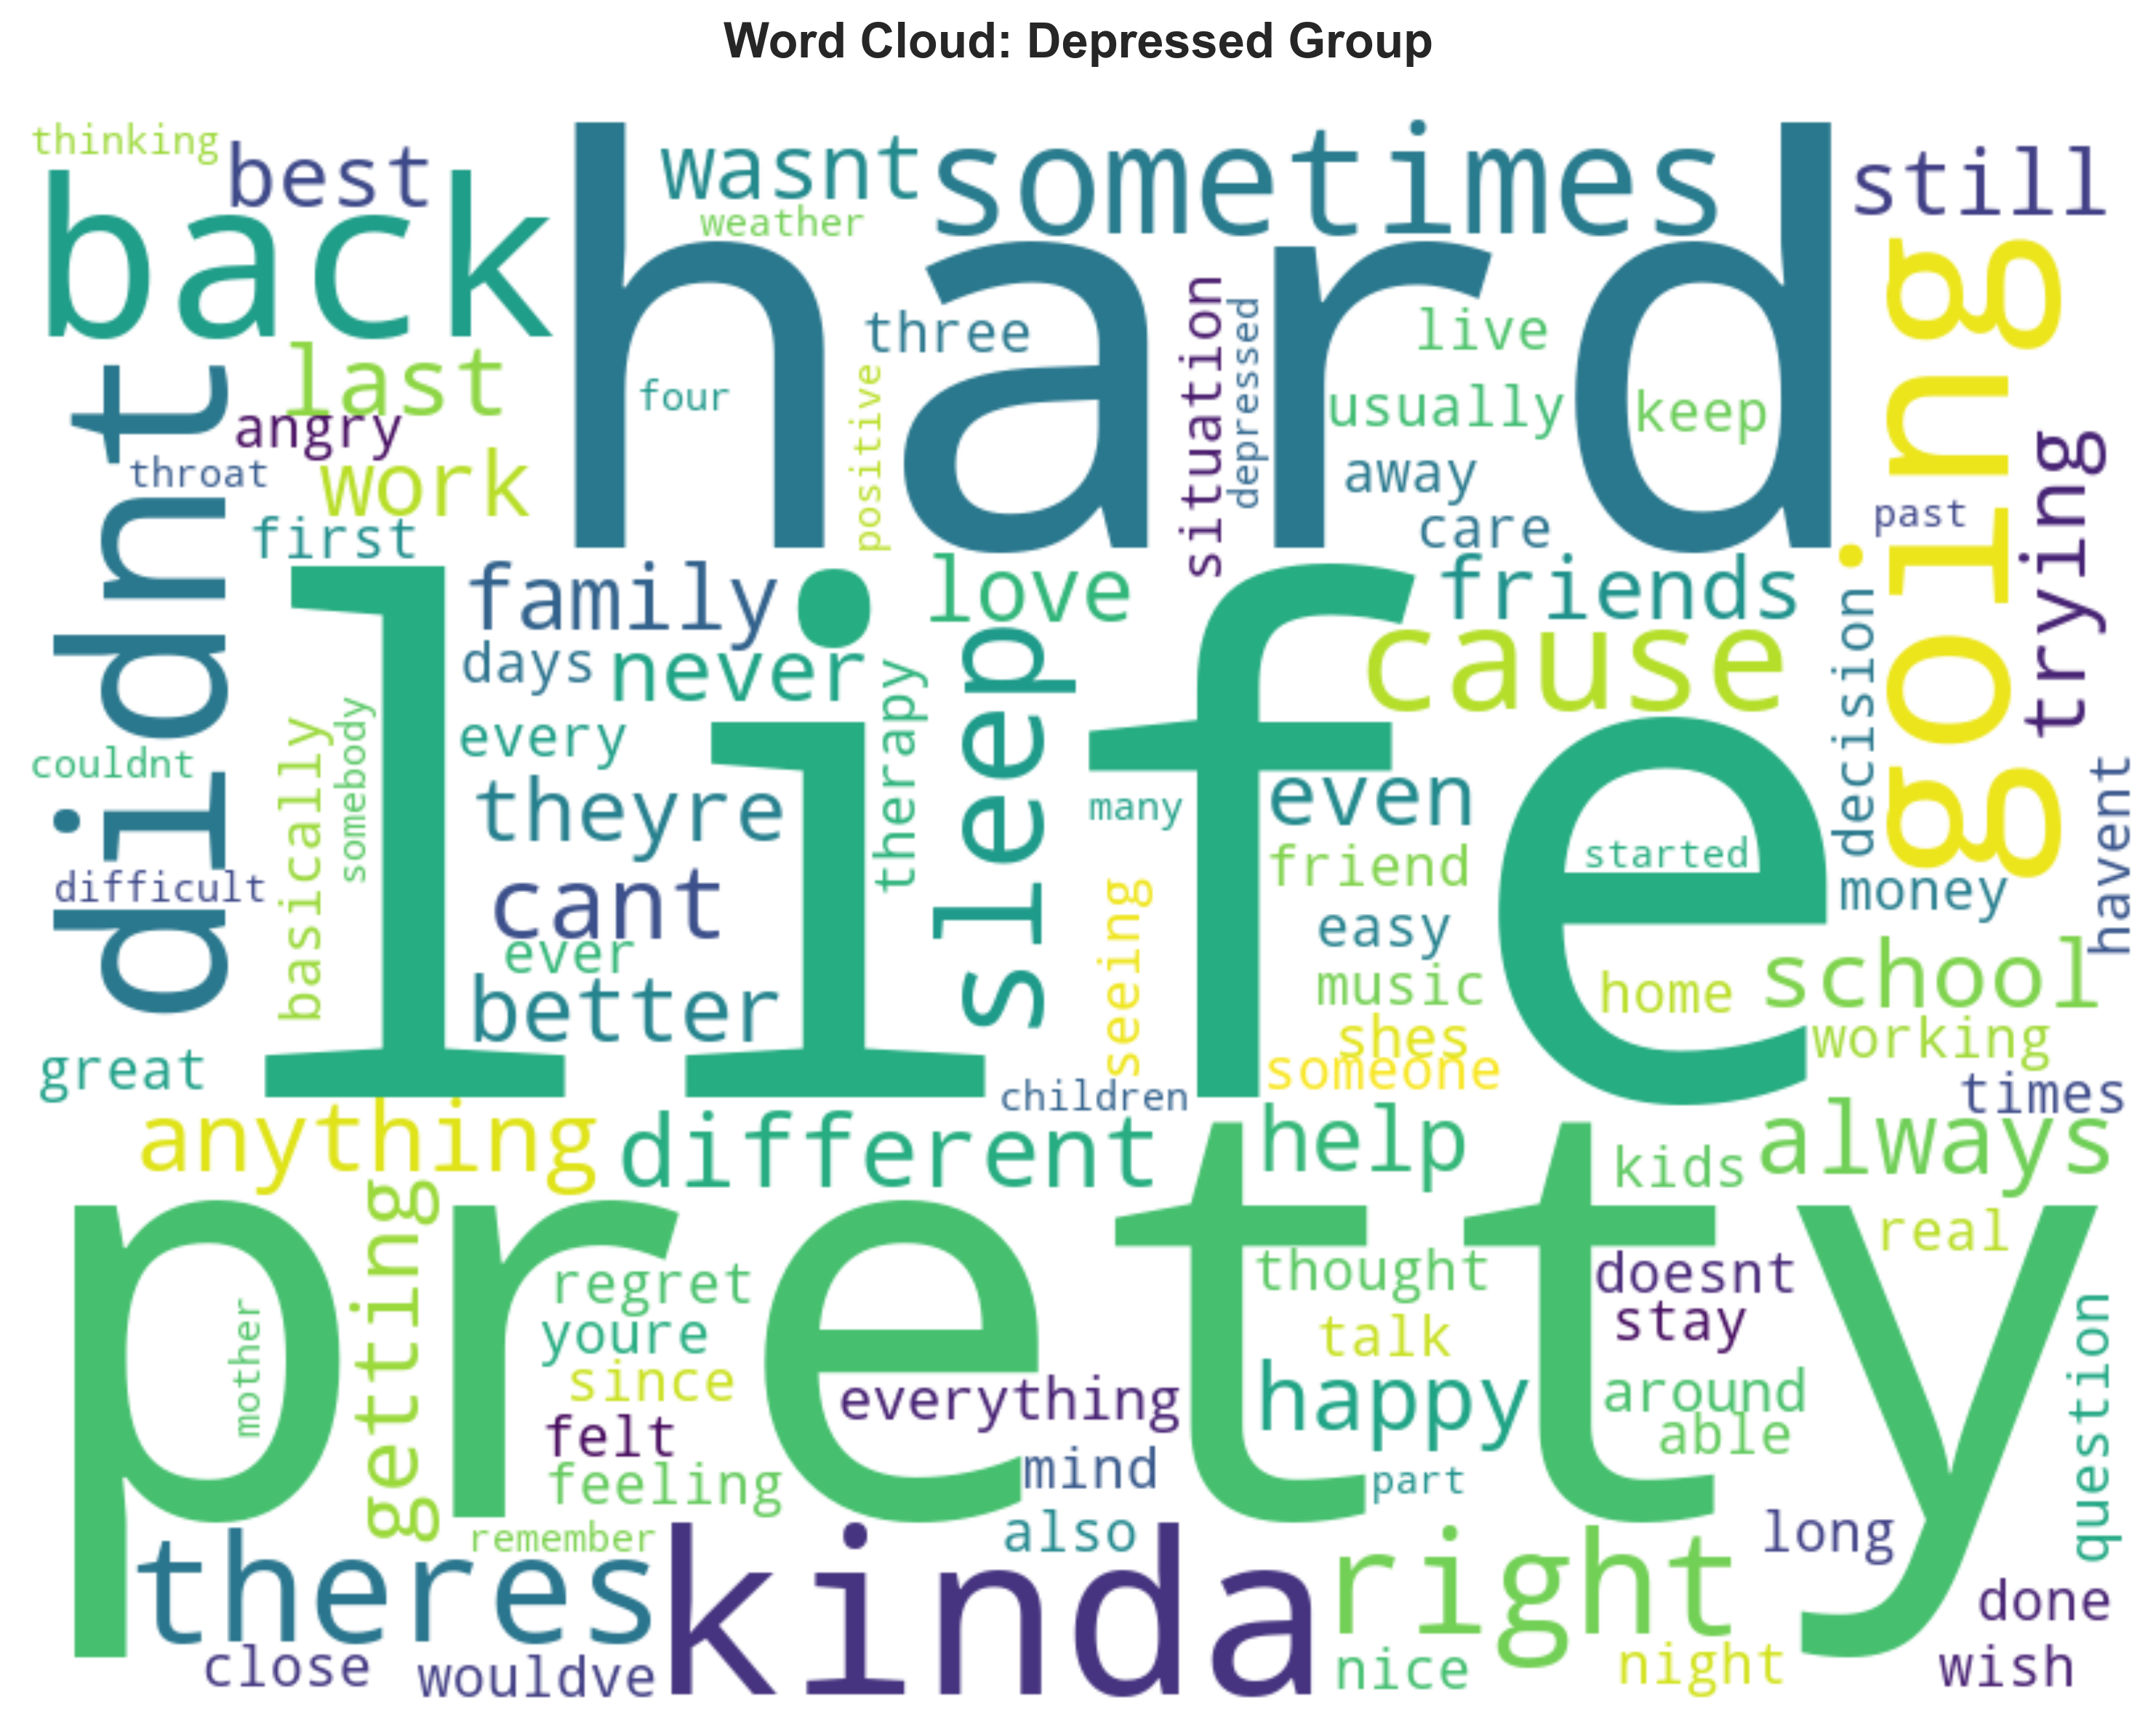 Word Cloud: Depressed Group
thinking
best
back
hard
wasnt
weather
sometimes
still
didnt
last
angry
throat
work
first
four
three
positive
situation
depressed
live
usually
keep
away
care
going
past
trying
life
family
love
friends
days
never
sleep
cause
decision
every
therapy
couldnt
basically
somebody
theyre
many
even
havent
difficult
cant
ever
seeing
friend
started
money
easy
better
music
home
school
shes
working
great
someone
children
times
anything
different
help
kids
always
pretty
getting
mother
regret
thought
doesnt
real
youre
talk
stay
since
everything
happy
around
question
felt
able
feeling
mind
part
remember
also
long
theres
kinda
right
done
close
wouldve
nice
night
wish